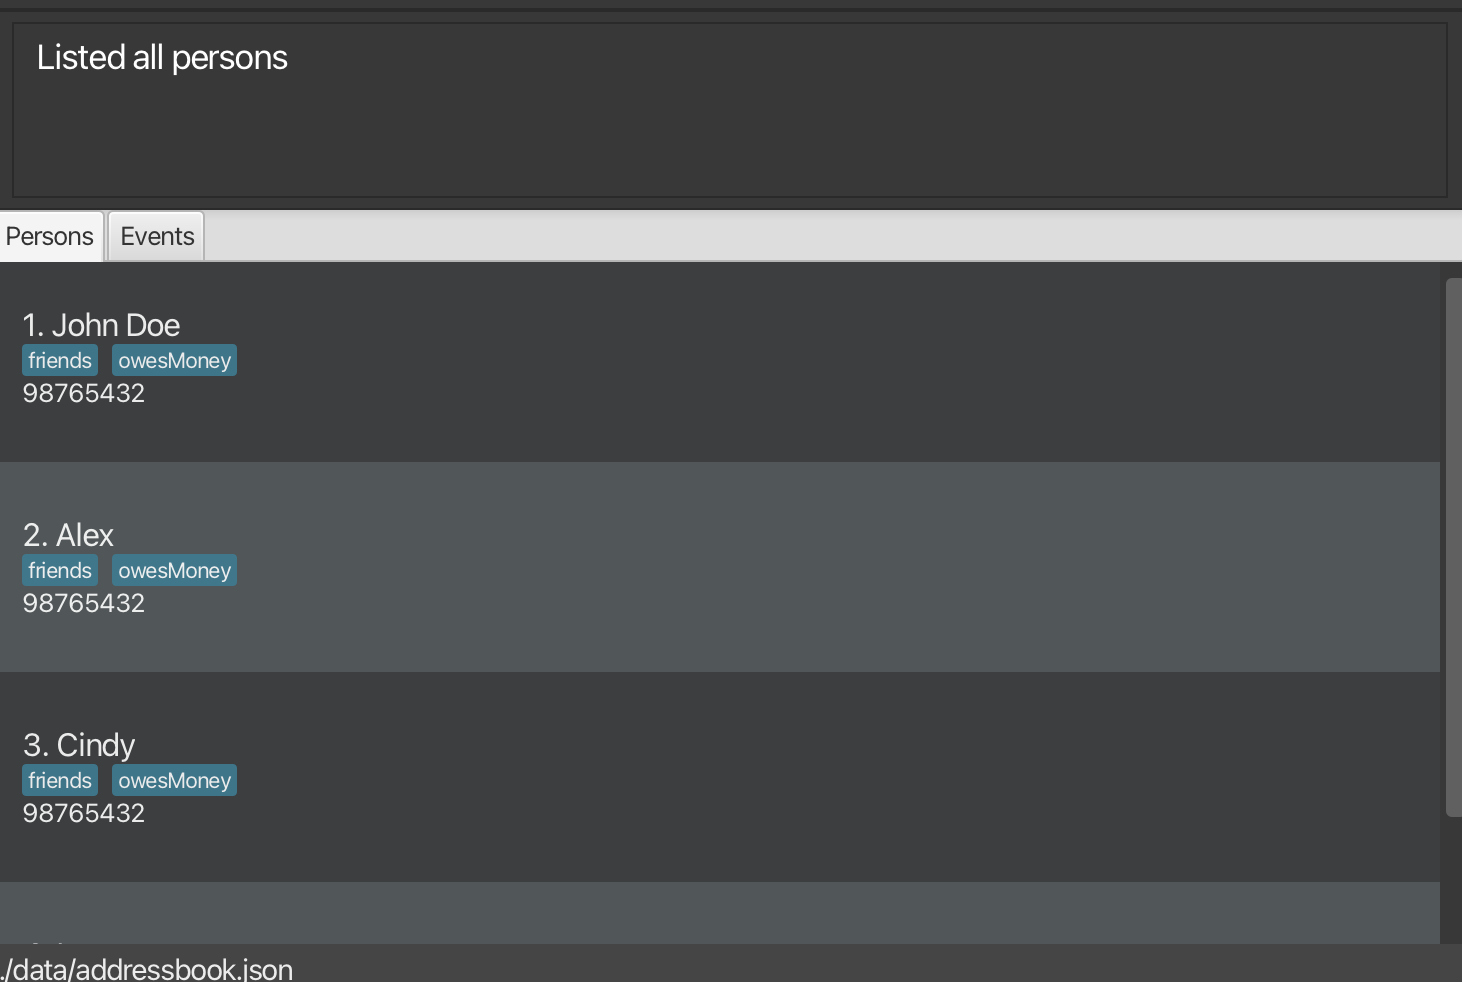 Listed all persons
Persons Events
1. John Doe
friends owesMoney
98765432
2. Alex
friends owesMoney
98765432
3. Cindy
friends owesMoney
98765432
./data/addressbook.json